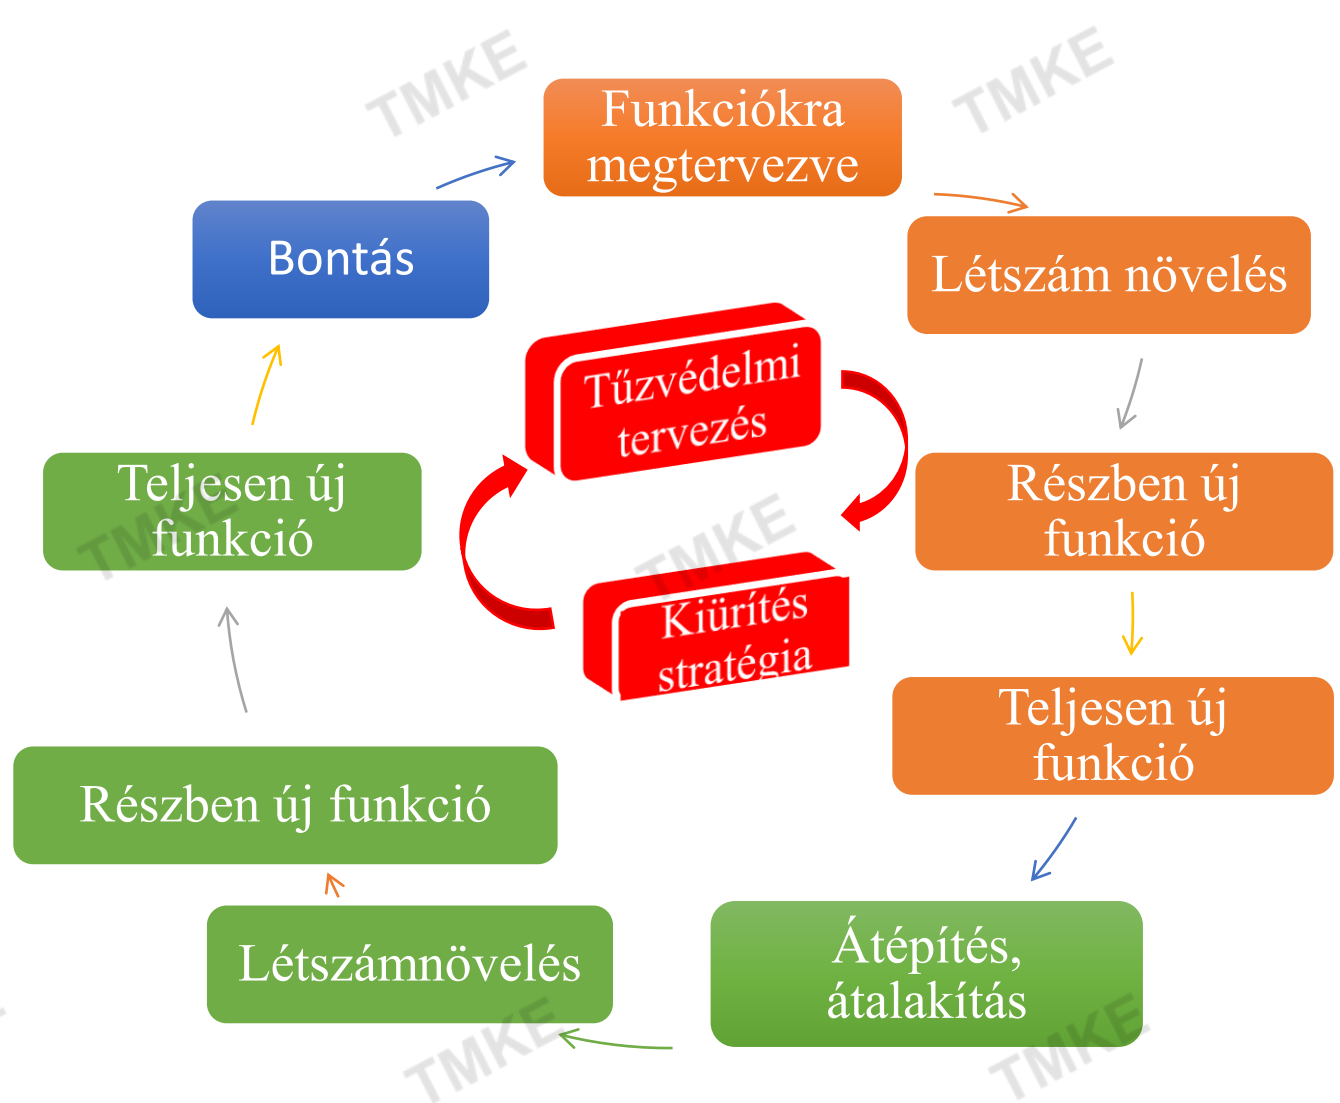 TMKE
TMKE
Funkciókra
megtervezve
Bontás
Létszám növelés
Tűzvédelmi
tervezés
Teljesen új
funkció
TMKE
Részben új
funkció
TMKE
Kiürítés
stratégia
Teljesen új
funkció
Részben új funkció
Létszámnövelés
Átépítés,
átalakítás
TMKE
TMKE